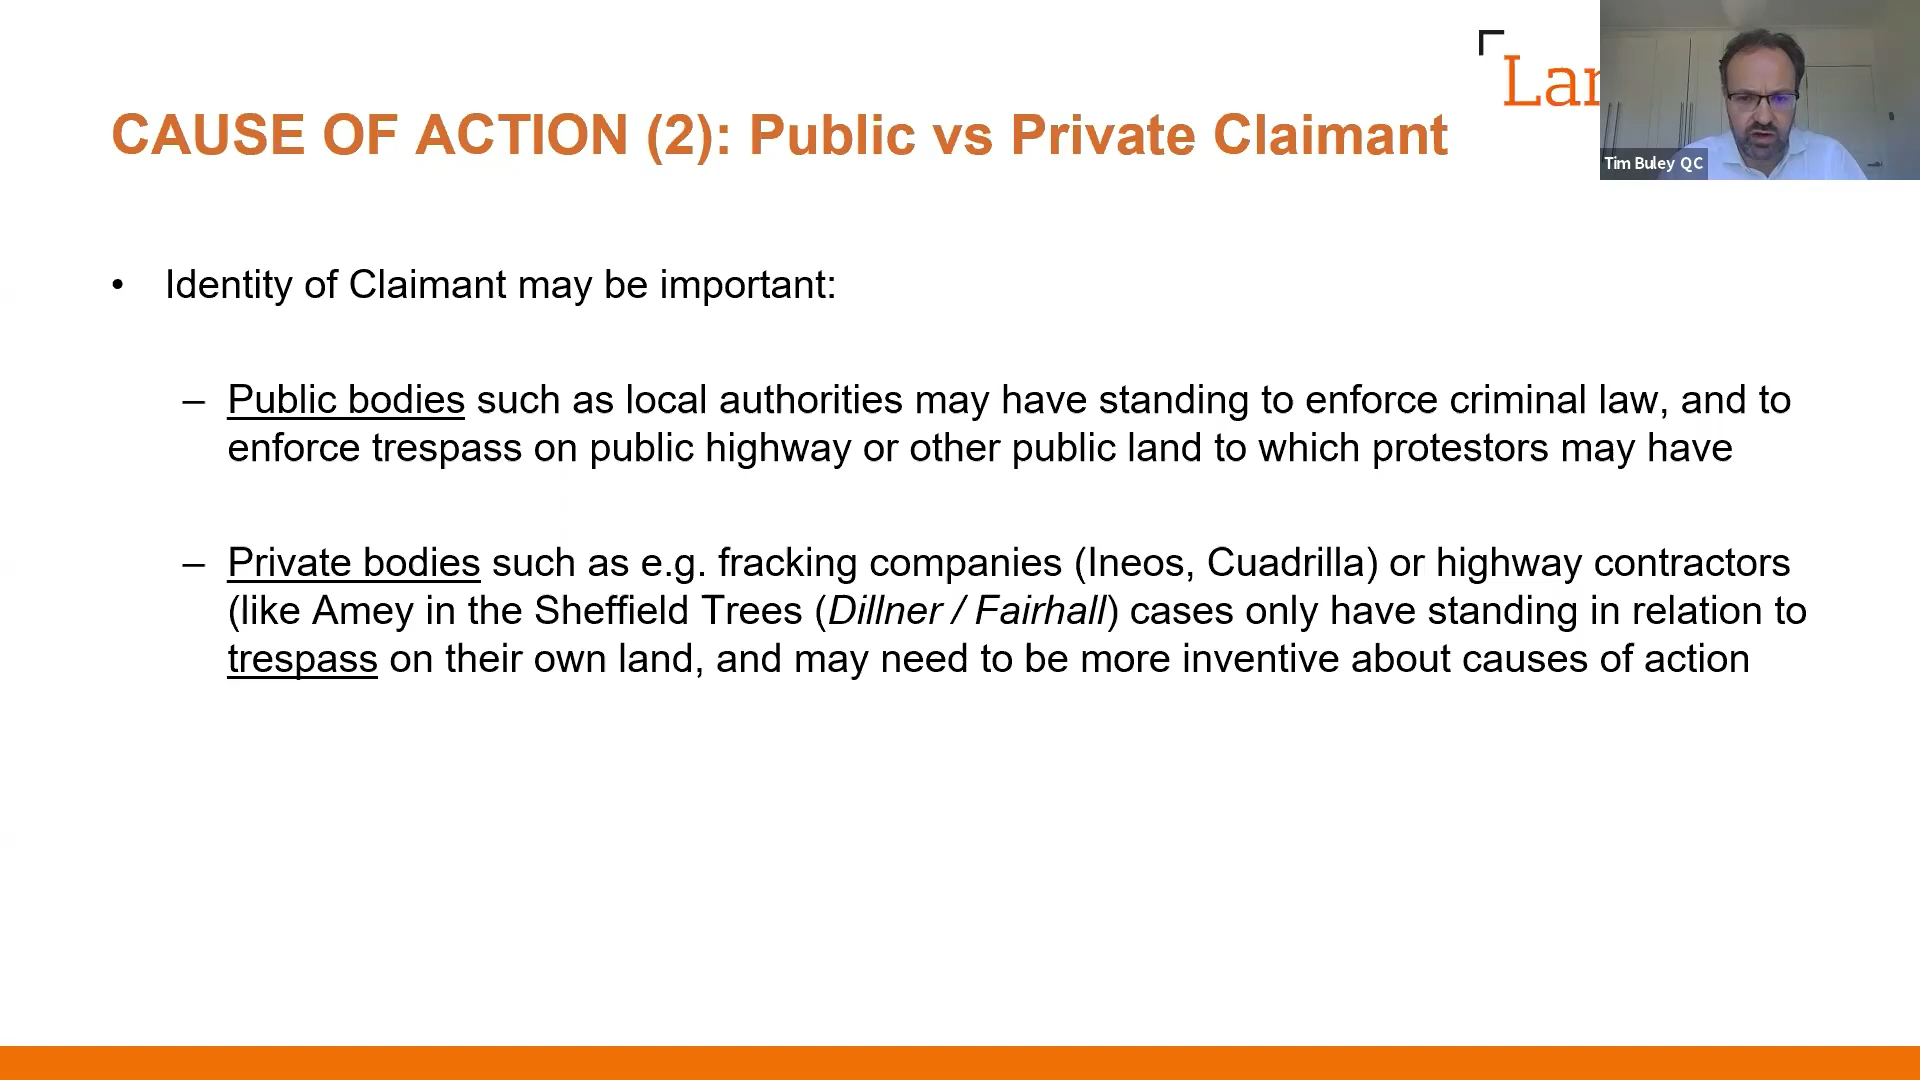 Lan
CAUSE OF ACTION (2): Public vs Private Claimant
Tim Buley QC
• Identity of Claimant may be important:
– Public bodies such as local authorities may have standing to enforce criminal law, and to
enforce trespass on public highway or other public land to which protestors may have
– Private bodies such as e.g. fracking companies (Ineos, Cuadrilla) or highway contractors
(like Amey in the Sheffield Trees (Dillner / Fairhall) cases only have standing in relation to
trespass on their own land, and may need to be more inventive about causes of action